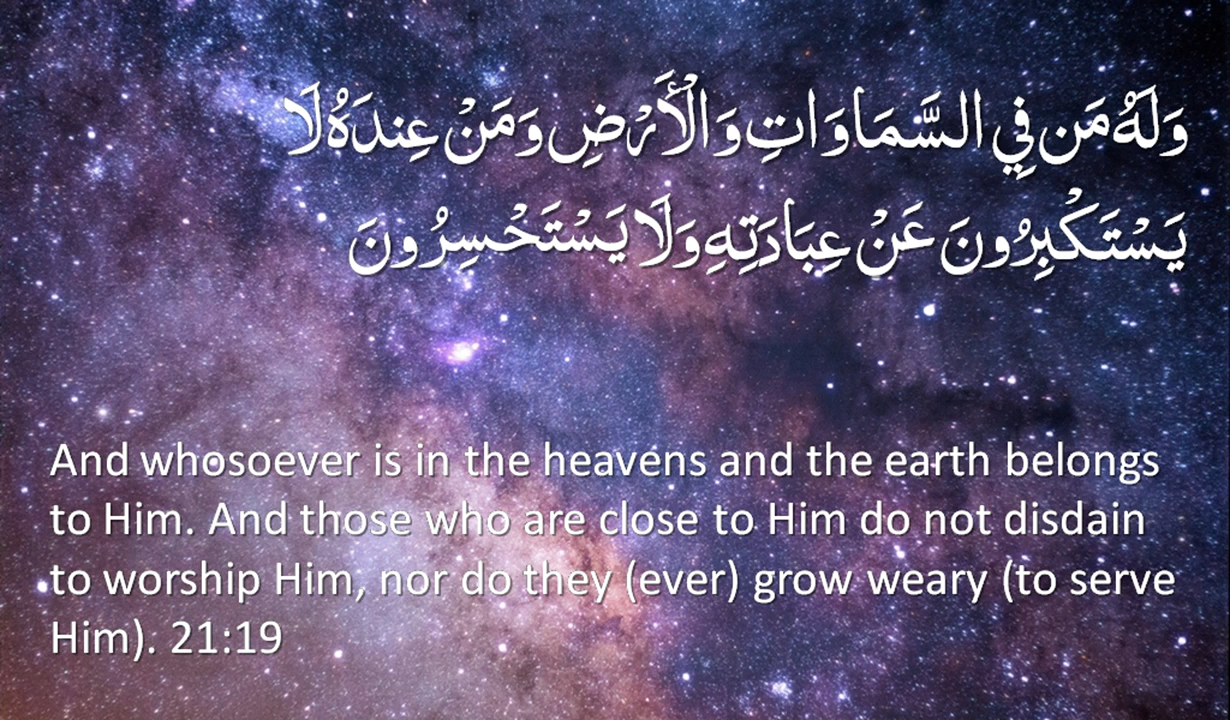 وَلَهُ مَن فِي السَّمَاوَاتِ وَالْأَرْضِ وَمَنْ عِندَهُ لَا
يَسْتَكْبِرُونَ عَنْ عِبَادَتِهِ وَلَا يَسْتَحْسِرُونَ
And whosoever is in the heavens and the earth belongs
to Him. And those who are close to Him do not disdain
to worship Him, nor do they (ever) grow weary (to serve
Him). 21:19